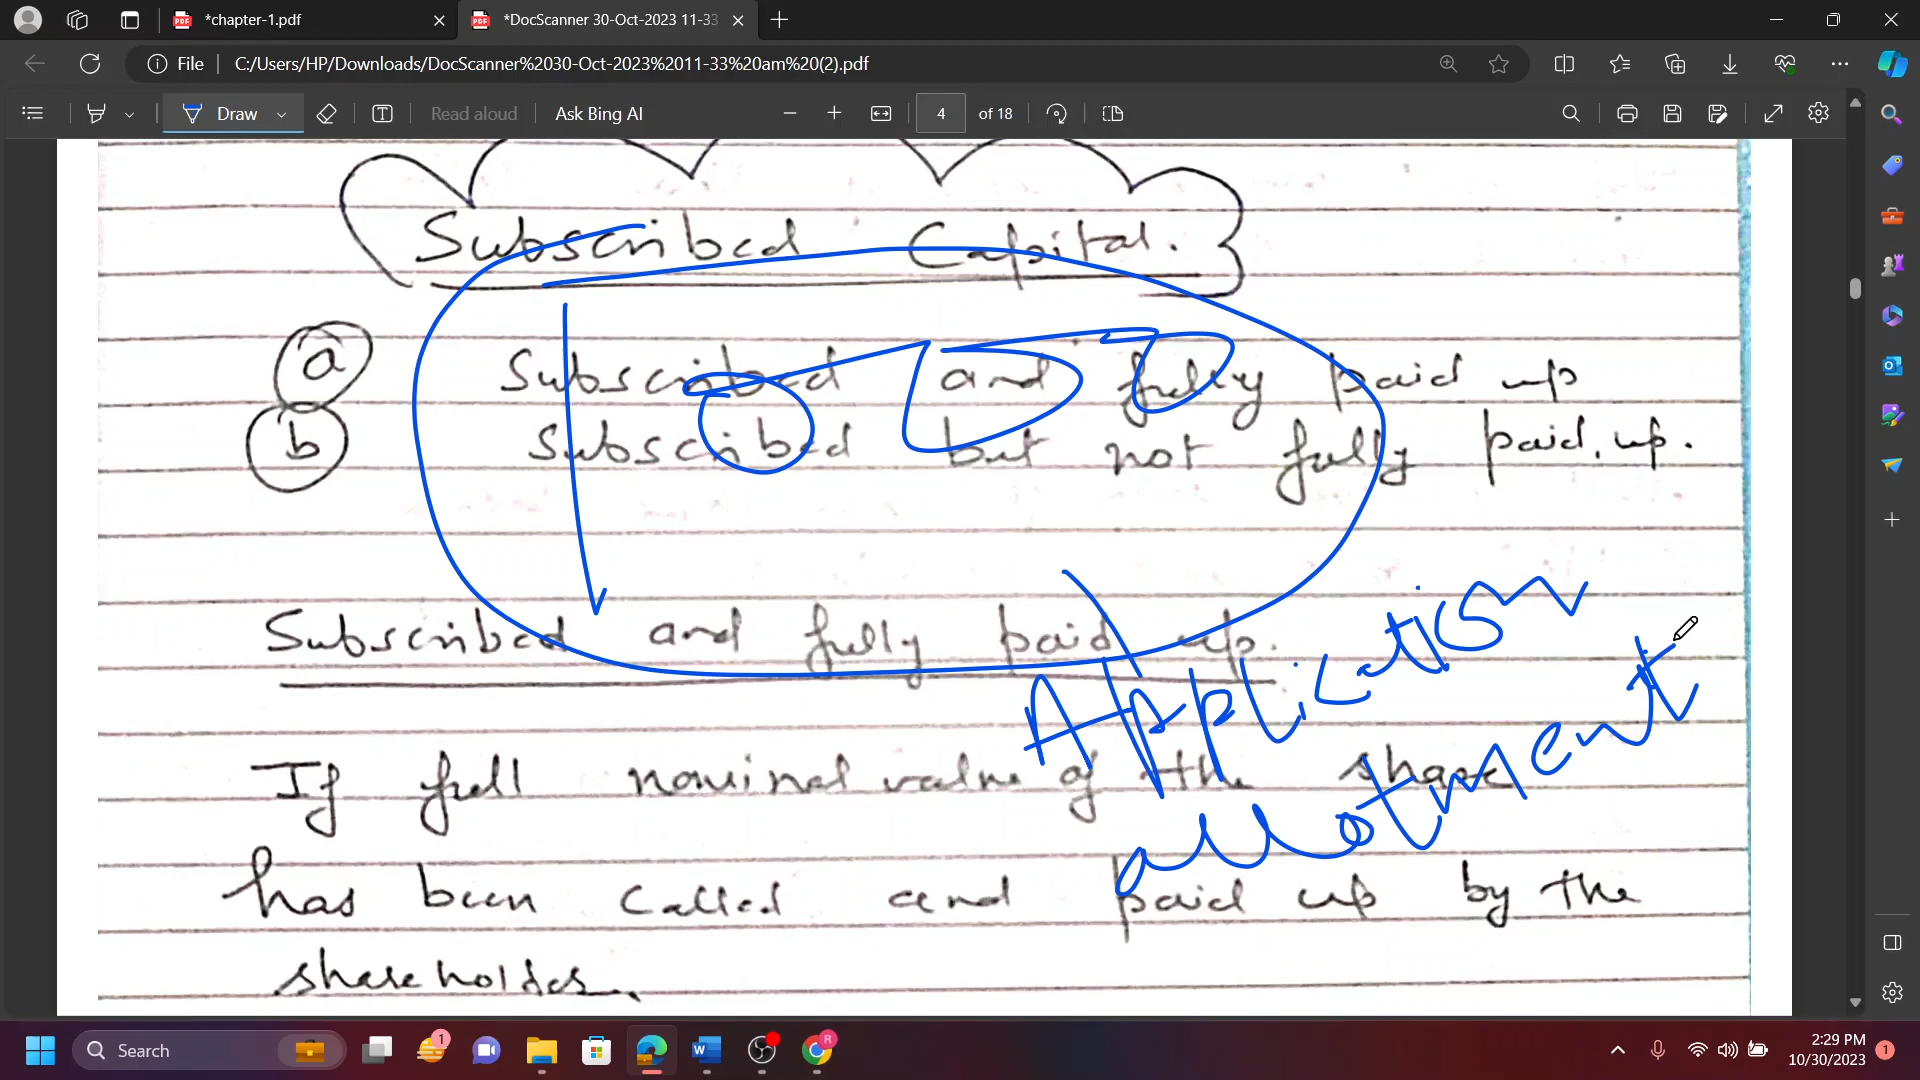 *chapter-1.pdf
*DocScanner 30-Oct-2023 11-33
File
C:/Users/HP/Downloads/DocScanner%2030-Oct-2023%2011-33%20am%20(2).pdf
Draw
Read aloud
Ask Bing AI
4 of 18
Subscribed Capital.
a Subscribed and fully paid up
b Subscribed but not fully paid up.
Subscribed and fully paid up.
Application
allotment
If full nominal value of the share
has been called and paid up by the
shareholder.
Search
1
R
2:29 PM
10/30/2023
1